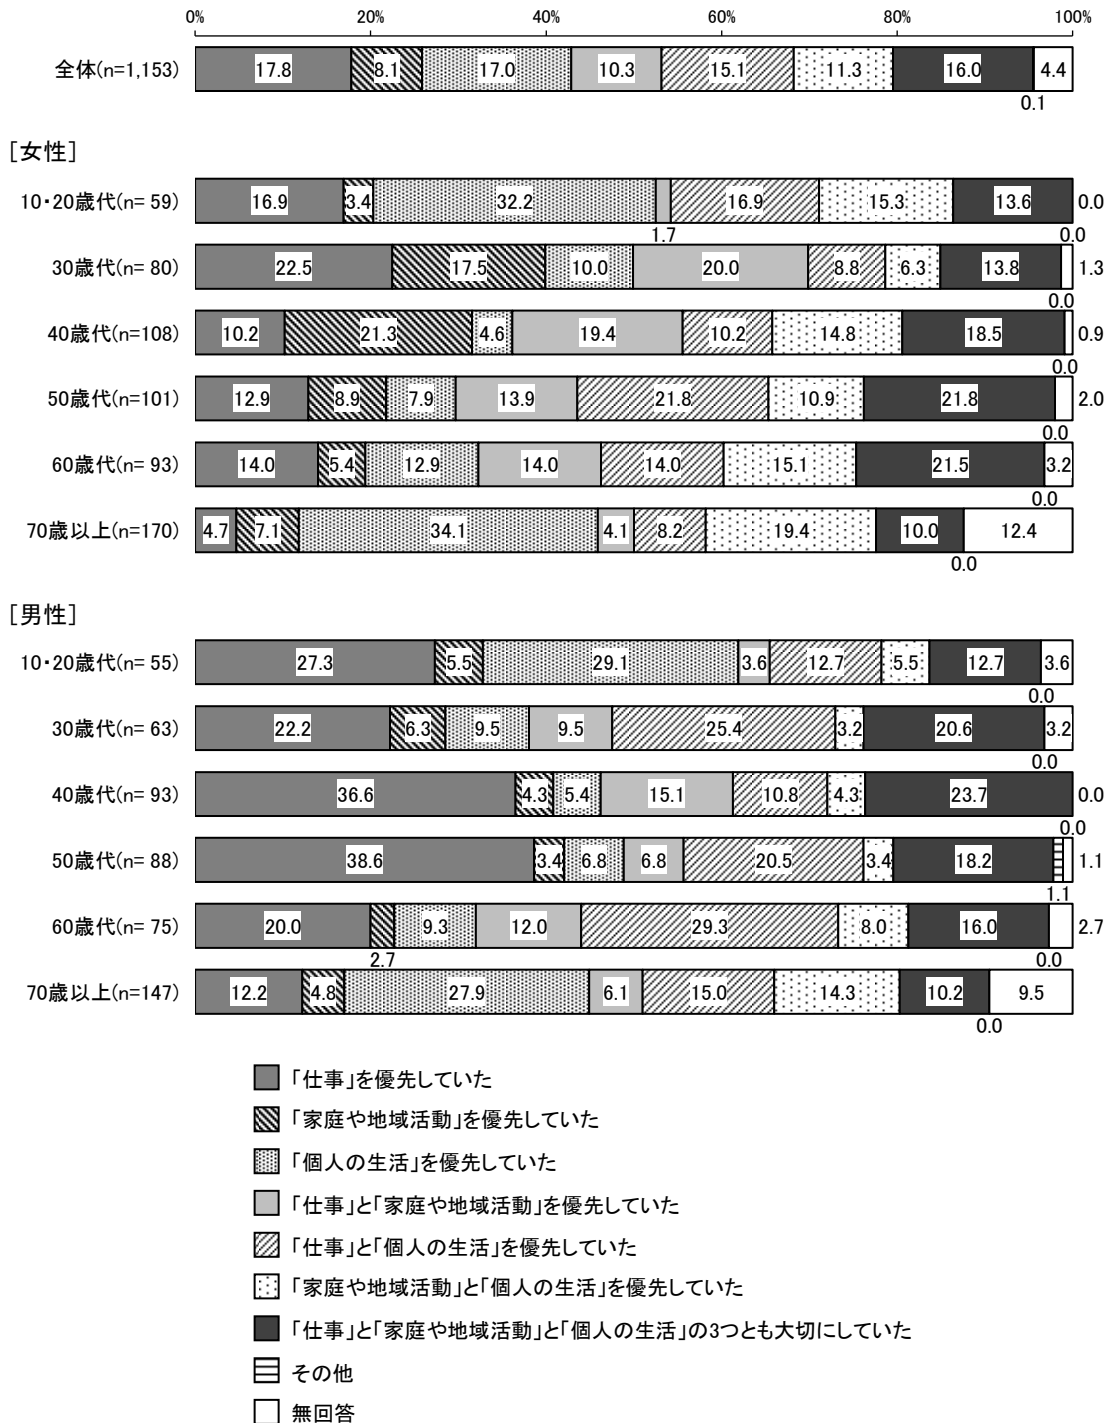 0% 20% 40% 60% 80% 100%
全体(n=1,153) 17.8 8.1 17.0 10.3 15.1 11.3 16.0 4.4
0.1
[女性]
10・20歳代(n= 59) 16.9 3.4 32.2 16.9 15.3 13.6 0.0
1.7 0.0
30歳代(n= 80) 22.5 17.5 10.0 20.0 8.8 6.3 13.8 1.3
0.0
40歳代(n=108) 10.2 21.3 4.6 19.4 10.2 14.8 18.5 0.9
0.0
50歳代(n=101) 12.9 8.9 7.9 13.9 21.8 10.9 21.8 2.0
0.0
60歳代(n= 93) 14.0 5.4 12.9 14.0 14.0 15.1 21.5 3.2
0.0
70歳以上(n=170) 4.7 7.1 34.1 4.1 8.2 19.4 10.0 12.4
0.0
[男性]
10・20歳代(n= 55) 27.3 5.5 29.1 3.6 12.7 5.5 12.7 3.6
0.0
30歳代(n= 63) 22.2 6.3 9.5 9.5 25.4 3.2 20.6 3.2
0.0
40歳代(n= 93) 36.6 4.3 5.4 15.1 10.8 4.3 23.7 0.0
0.0
50歳代(n= 88) 38.6 3.4 6.8 6.8 20.5 3.4 18.2 1.1
1.1
60歳代(n= 75) 20.0 9.3 12.0 29.3 8.0 16.0 2.7
2.7 0.0
70歳以上(n=147) 12.2 4.8 27.9 6.1 15.0 14.3 10.2 9.5
0.0
「仕事」を優先していた
「家庭や地域活動」を優先していた
「個人の生活」を優先していた
「仕事」と「家庭や地域活動」を優先していた
「仕事」と「個人の生活」を優先していた
「家庭や地域活動」と「個人の生活」を優先していた
「仕事」と「家庭や地域活動」と「個人の生活」の3つとも大切にしていた
その他
無回答